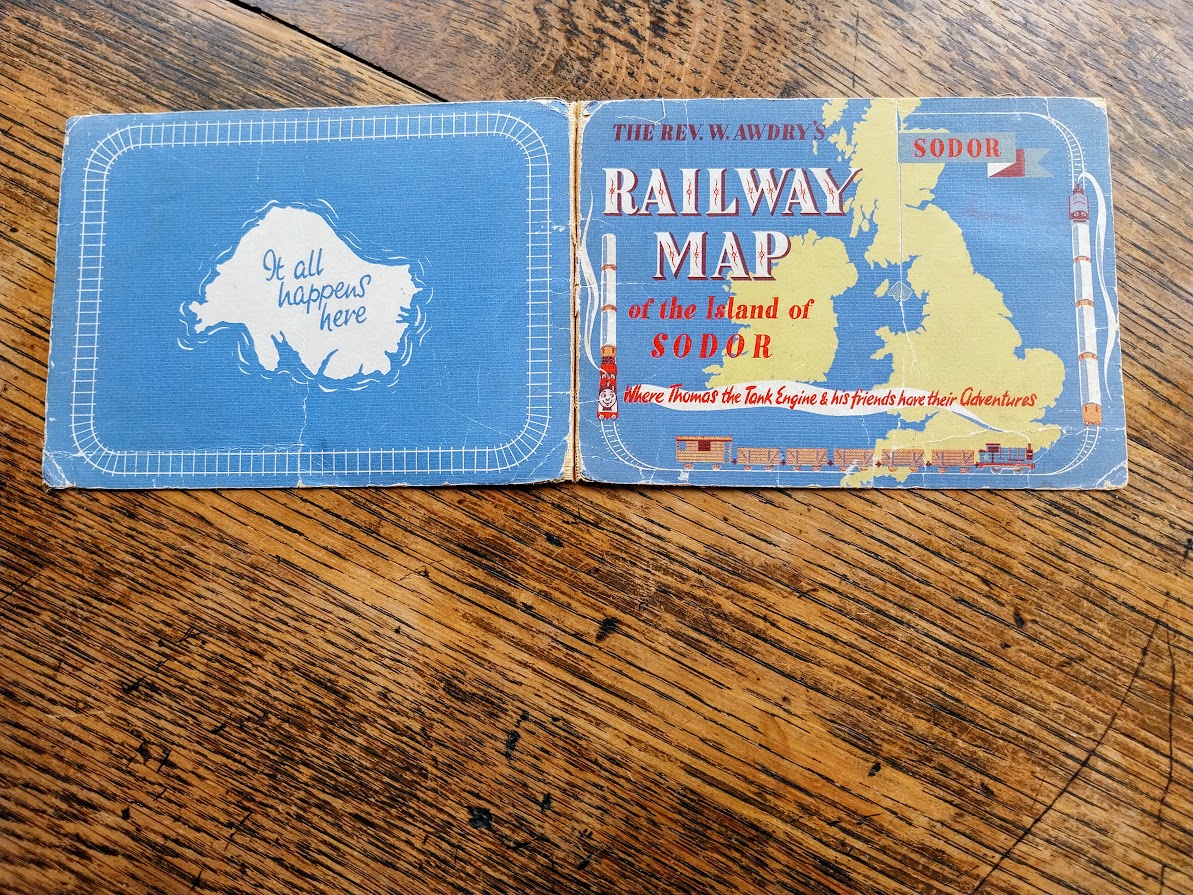 It all
happens
here
THE REV. W. AWDRY'S
RAILWAY
MAP
of the Island of
SODOR
SODOR
Where Thomas the Tank Engine & his friends have their Adventures